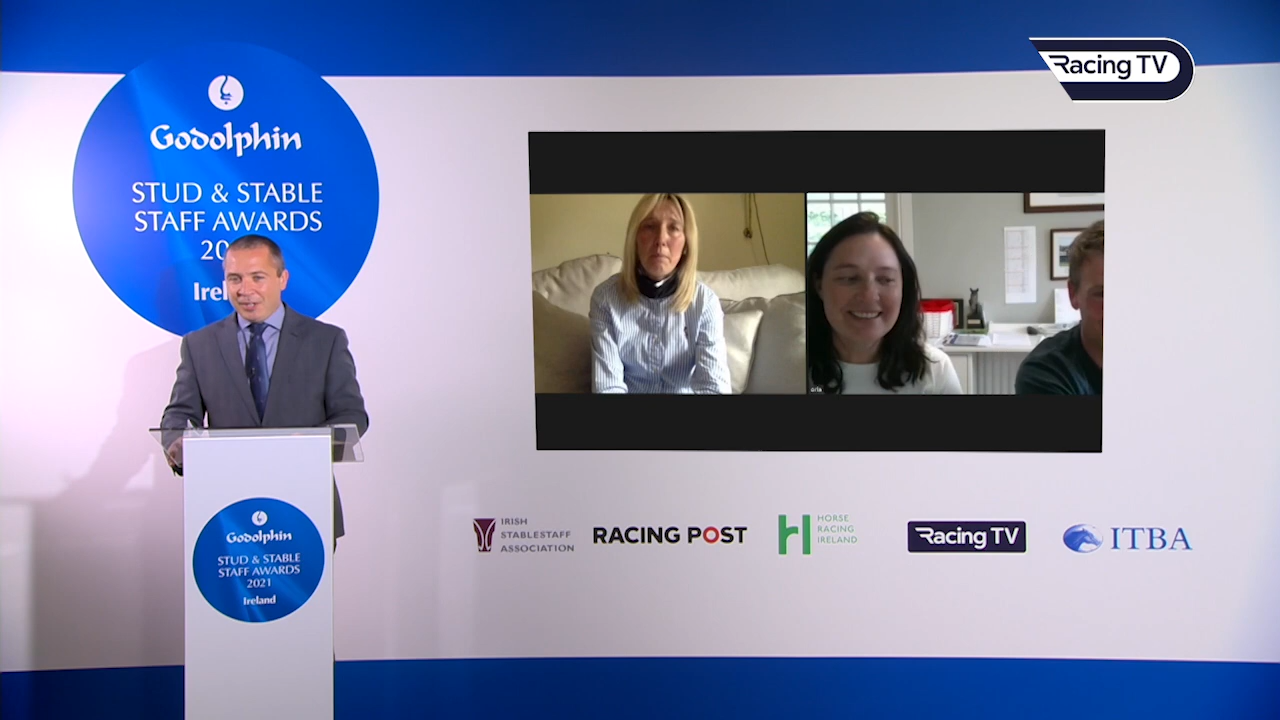 Racing TV
Godolphin
STUD & STABLE
STAFF AWARDS
20
Irel
orla
IRISH
STABLESTAFF
ASSOCIATION
RACING POST
HORSE
RACING
IRELAND
Racing TV
ITBA
Godolphin
STUD & STABLE
STAFF AWARDS
2021
Ireland